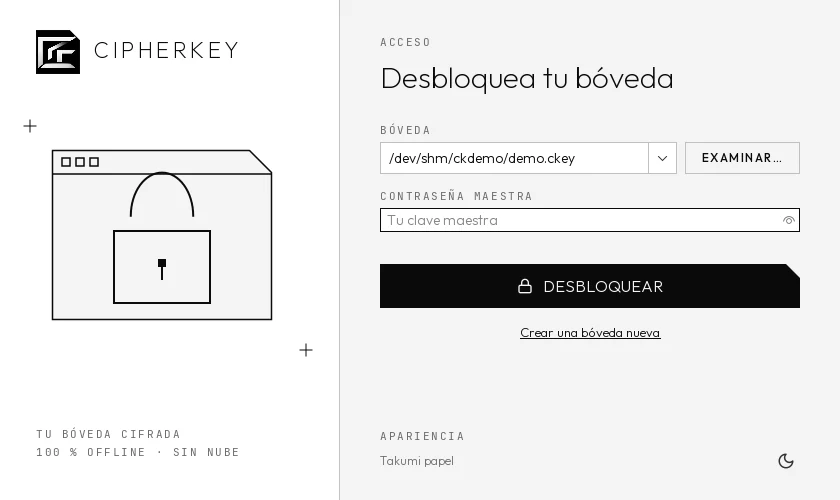 CIPHERKEY
TU BÓVEDA CIFRADA
100 % OFFLINE · SIN NUBE
ACCESO
Desbloquea tu bóveda
BÓVEDA
/dev/shm/ckdemo/demo.ckey
EXAMINAR…
CONTRASEÑA MAESTRA
Tu clave maestra
DESBLOQUEAR
Crear una bóveda nueva
APARIENCIA
Takumi papel